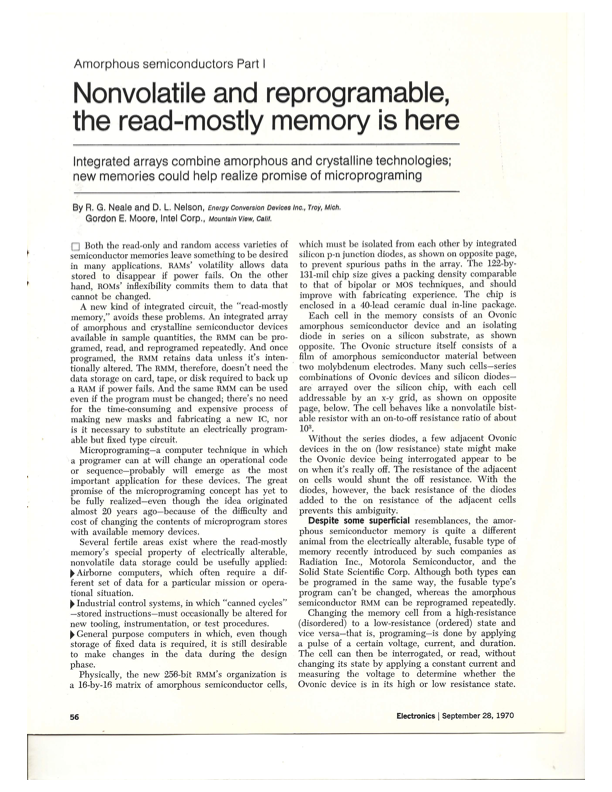 Amorphous semiconductors Part I
Nonvolatile and reprogramable,
the read-mostly memory is here
Integrated arrays combine amorphous and crystalline technologies;
new memories could help realize promise of microprograming
By R. G. Neale and D. L. Nelson, Energy Conversion Devices Inc., Troy, Mich.
Gordon E. Moore, Intel Corp., Mountain View, Calif.
□ Both the read-only and random access varieties of
semiconductor memories leave something to be desired
in many applications. RAMs' volatility allows data
stored to disappear if power fails. On the other
hand, ROMs' inflexibility commits them to data that
cannot be changed.
A new kind of integrated circuit, the "read-mostly
memory," avoids these problems. An integrated array
of amorphous and crystalline semiconductor devices
available in sample quantities, the RMM can be pro-
gramed, read, and reprogramed repeatedly. And once
programed, the RMM retains data unless it's inten-
tionally altered. The RMM, therefore, doesn't need the
data storage on card, tape, or disk required to back up
a RAM if power fails. And the same RMM can be used
even if the program must be changed; there's no need
for the time-consuming and expensive process of
making new masks and fabricating a new IC, nor
is it necessary to substitute an electrically program-
able but fixed type circuit.
Microprograming—a computer technique in which
a programer can at will change an operational code
or sequence—probably will emerge as the most
important application for these devices. The great
promise of the microprograming concept has yet to
be fully realized—even though the idea originated
almost 20 years ago—because of the difficulty and
cost of changing the contents of microprogram stores
with available memory devices.
Several fertile areas exist where the read-mostly
memory's special property of electrically alterable,
nonvolatile data storage could be usefully applied:
▶Airborne computers, which often require a dif-
ferent set of data for a particular mission or opera-
tional situation.
▶Industrial control systems, in which "canned cycles"
—stored instructions—must occasionally be altered for
new tooling, instrumentation, or test procedures.
▶General purpose computers in which, even though
storage of fixed data is required, it is still desirable
to make changes in the data during the design
phase.
Physically, the new 256-bit RMM's organization is
a 16-by-16 matrix of amorphous semiconductor cells,
which must be isolated from each other by integrated
silicon p-n junction diodes, as shown on opposite page,
to prevent spurious paths in the array. The 122-by-
131-mil chip size gives a packing density comparable
to that of bipolar or MOS techniques, and should
improve with fabricating experience. The chip is
enclosed in a 40-lead ceramic dual in-line package.
Each cell in the memory consists of an Ovonic
amorphous semiconductor device and an isolating
diode in series on a silicon substrate, as shown
opposite. The Ovonic structure itself consists of a
film of amorphous semiconductor material between
two molybdenum electrodes. Many such cells—series
combinations of Ovonic devices and silicon diodes—
are arrayed over the silicon chip, with each cell
addressable by an x-y grid, as shown on opposite
page, below. The cell behaves like a nonvolatile bist-
able resistor with an on-to-off resistance ratio of about
10³.
Without the series diodes, a few adjacent Ovonic
devices in the on (low resistance) state might make
the Ovonic device being interrogated appear to be
on when it's really off. The resistance of the adjacent
on cells would shunt the off resistance. With the
diodes, however, the back resistance of the diodes
added to the on resistance of the adjacent cells
prevents this ambiguity.
Despite some superficial resemblances, the amor-
phous semiconductor memory is quite a different
animal from the electrically alterable, fusable type of
memory recently introduced by such companies as
Radiation Inc., Motorola Semiconductor, and the
Solid State Scientific Corp. Although both types can
be programed in the same way, the fusable type's
program can't be changed, whereas the amorphous
semiconductor RMM can be reprogramed repeatedly.
Changing the memory cell from a high-resistance
(disordered) to a low-resistance (ordered) state and
vice versa—that is, programing—is done by applying
a pulse of a certain voltage, current, and duration.
The cell can then be interrogated, or read, without
changing its state by applying a constant current and
measuring the voltage to determine whether the
Ovonic device is in its high or low resistance state.
56
Electronics | September 28, 1970